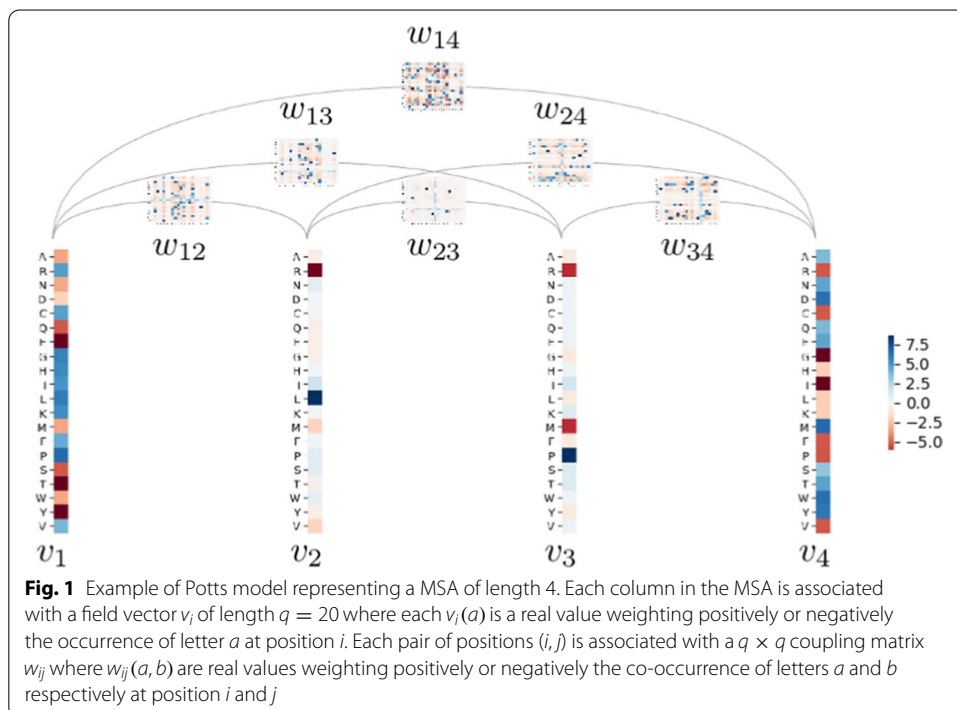 w14
w13 w24
w12 w23 w34
A A A A
R R R R
N N N N
D D D D
C C C C
Q Q Q Q
G G G G
H H H H
I I I I
L L L L
K K K K
M M M M
P P P P
S S S S
T T T T
W W W W
Y Y Y Y
V V V V
7.5
5.0
2.5
0.0
−2.5
−5.0
v1 v2 v3 v4
Fig. 1 Example of Potts model representing a MSA of length 4. Each column in the MSA is associated
with a field vector vi of length q = 20 where each vi(a) is a real value weighting positively or negatively
the occurrence of letter a at position i. Each pair of positions (i, j) is associated with a q × q coupling matrix
wij where wij(a, b) are real values weighting positively or negatively the co-occurrence of letters a and b
respectively at position i and j